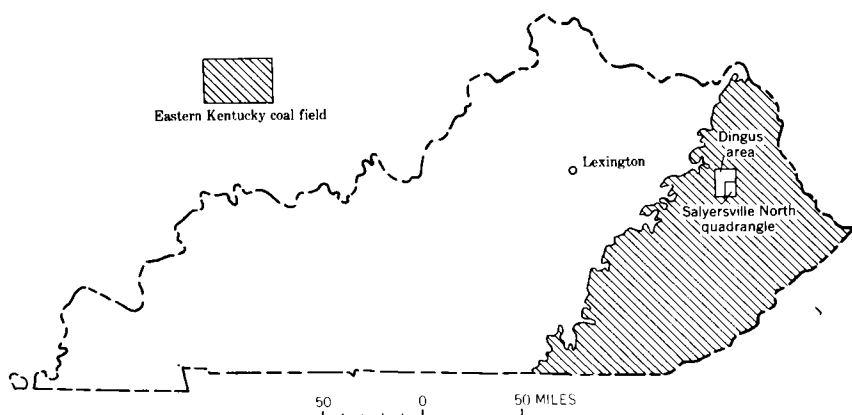 Eastern Kentucky coal field
Lexington
Dingus
area
Salyersville North
quadrangle
50 0 50 MILES